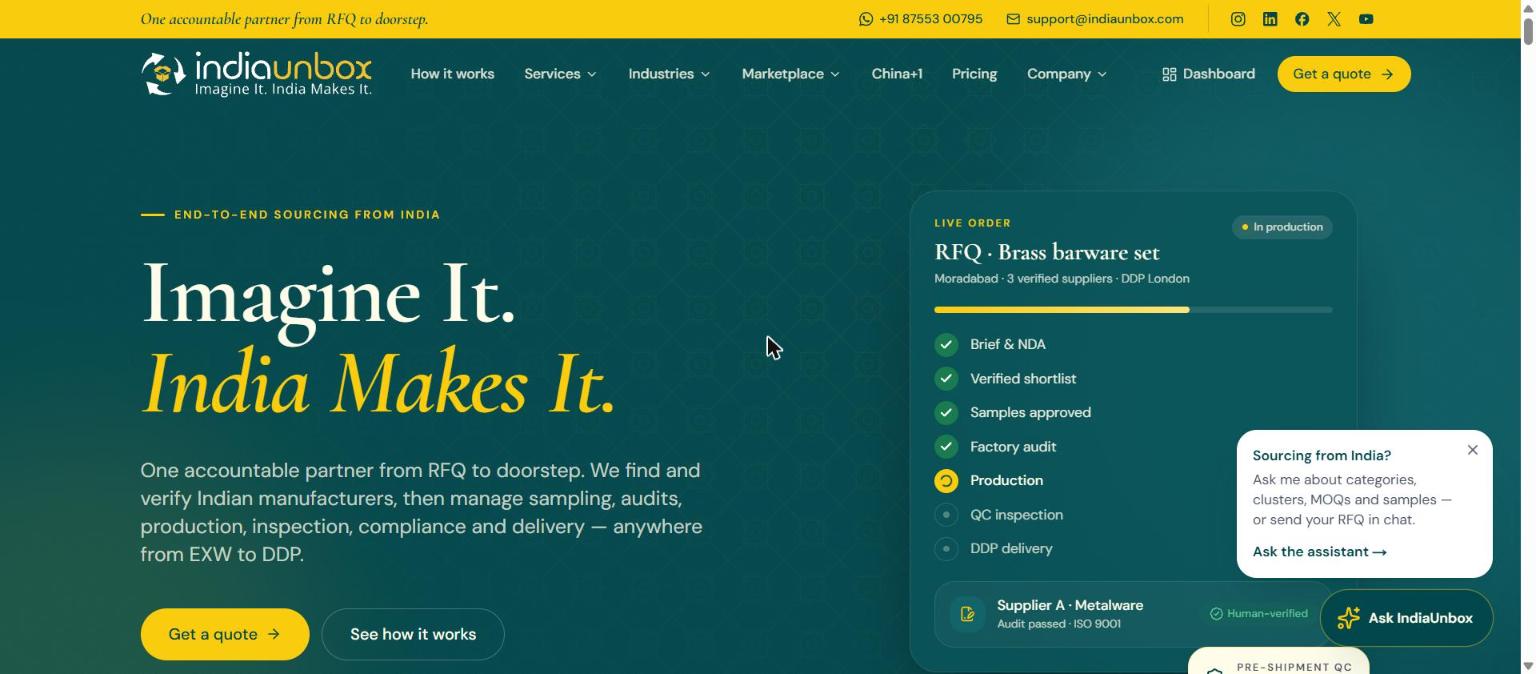 One accountable partner from RFQ to doorstep.
+91 87553 00795
support@indiaunbox.com
indiaunbox
Imagine It. India Makes It.
How it works
Services
Industries
Marketplace
China+1
Pricing
Company
Dashboard
Get a quote
END-TO-END SOURCING FROM INDIA
Imagine It.
India Makes It.
One accountable partner from RFQ to doorstep. We find and
verify Indian manufacturers, then manage sampling, audits,
production, inspection, compliance and delivery — anywhere
from EXW to DDP.
Get a quote
See how it works
LIVE ORDER
In production
RFQ · Brass barware set
Moradabad · 3 verified suppliers · DDP London
Brief & NDA
Verified shortlist
Samples approved
Factory audit
Production
QC inspection
DDP delivery
Supplier A · Metalware
Audit passed · ISO 9001
Human-verified
PRE-SHIPMENT QC
Sourcing from India?
Ask me about categories,
clusters, MOQs and samples —
or send your RFQ in chat.
Ask the assistant
Ask IndiaUnbox